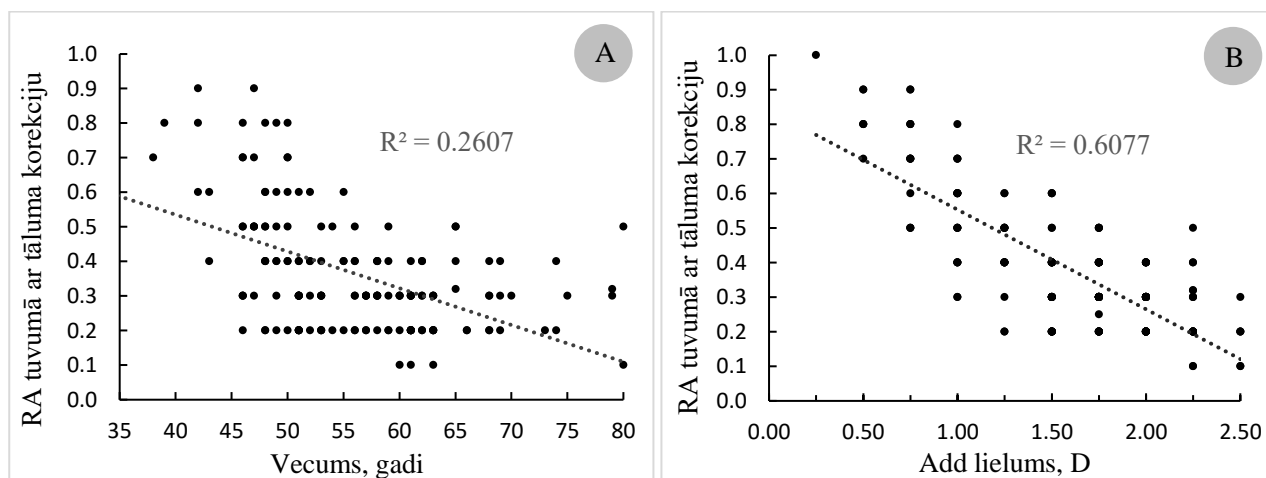 A
RA tuvumā ar tāluma korekciju
1.0
0.9
0.8
0.7
0.6
0.5
0.4
0.3
0.2
0.1
0.0
R² = 0.2607
35 40 45 50 55 60 65 70 75 80
Vecums, gadi
B
RA tuvumā ar tāluma korekciju
1.0
0.9
0.8
0.7
0.6
0.5
0.4
0.3
0.2
0.1
0.0
R² = 0.6077
0.00 0.50 1.00 1.50 2.00 2.50
Add lielums, D